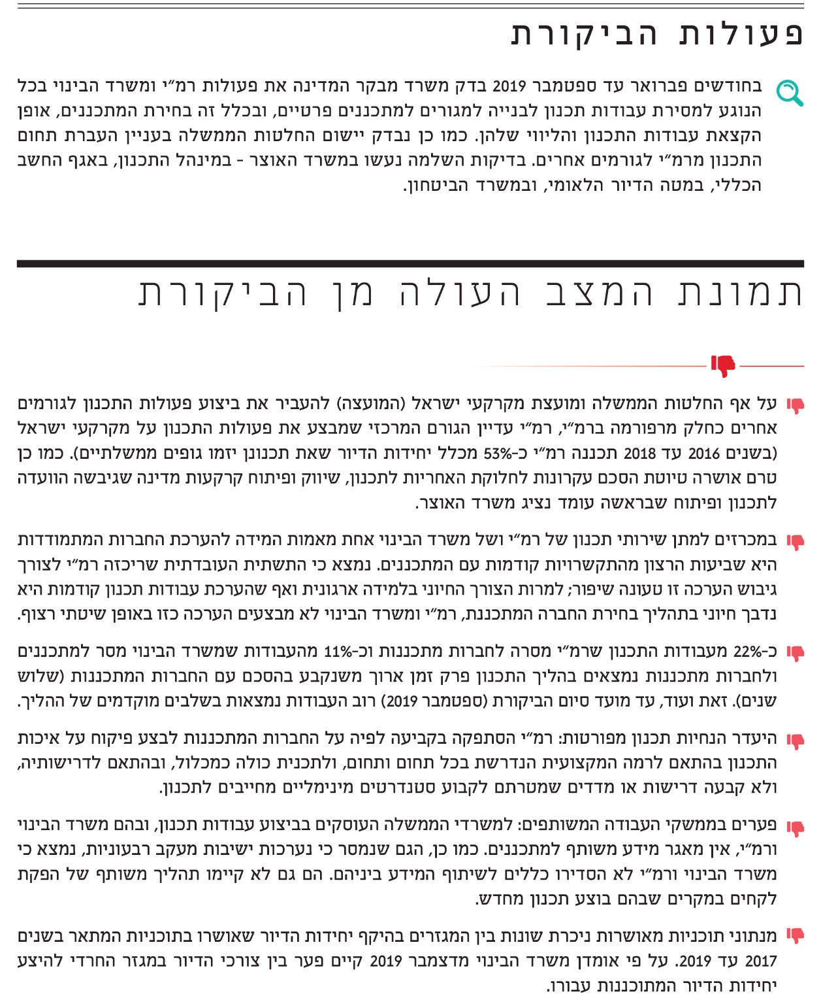 פעולות הביקורת
בחודשים פברואר עד ספטמבר 2019 בדק משרד מבקר המדינה את פעולות רמ״י ומשרד הבינוי בכל
הנוגע למסירת עבודות תכנון לבנייה למגורים למתכננים פרטיים, ובכלל זה בחירת המתכננים, אופן
הקצאת עבודות התכנון והליווי שלהן. כמו כן נבדק יישום החלטות הממשלה בעניין העברת תחום
התכנון מרמ״י לגורמים אחרים. בדיקות השלמה נעשו במשרד האוצר - במינהל התכנון, באגף החשב
הכללי, במטה הדיור הלאומי, ובמשרד הביטחון.
תמונת המצב העולה מן הביקורת
על אף החלטות הממשלה ומועצת מקרקעי ישראל (המועצה) להעביר את ביצוע פעולות התכנון לגורמים
אחרים כחלק מרפורמה ברמ״י, רמ״י עדיין הגורם המרכזי שמבצע את פעולות התכנון על מקרקעי ישראל
(בשנים 2016 עד 2018 תכננה רמ״י כ-53% מכלל יחידות הדיור שאת תכנונן יזמו גופים ממשלתיים). כמו כן
טרם אושרה טיוטת הסכם עקרונות לחלוקת האחריות לתכנון, שיווק ופיתוח קרקעות מדינה שגיבשה הוועדה
לתכנון ופיתוח שבראשה עומד נציג משרד האוצר.
במכרזים למתן שירותי תכנון של רמ״י ושל משרד הבינוי אחת מאמות המידה להערכת החברות המתמודדות
היא שביעות הרצון מהתקשרויות קודמות עם המתכננים. נמצא כי התשתית העובדתית שריכזה רמ״י לצורך
גיבוש הערכה זו טעונה שיפור; למרות הצורך החיוני בלמידה ארגונית ואף שהערכת עבודות תכנון קודמות היא
נדבך חיוני בתהליך בחירת החברה המתכננת, רמ״י ומשרד הבינוי לא מבצעים הערכה כזו באופן שיטתי רצוף.
כ-22% מעבודות התכנון שרמ״י מסרה לחברות מתכננות וכ-11% מהעבודות שמשרד הבינוי מסר למתכננים
ולחברות מתכננות נמצאים בהליך התכנון פרק זמן ארוך משנקבע בהסכם עם החברות המתכננות (שלוש
שנים). זאת ועוד, עד מועד סיום הביקורת (ספטמבר 2019) רוב העבודות נמצאות בשלבים מוקדמים של ההליך.
היעדר הנחיות תכנון מפורטות: רמ״י הסתפקה בקביעה לפיה על החברות המתכננות לבצע פיקוח על איכות
התכנון בהתאם לרמה המקצועית הנדרשת בכל תחום ותחום, ולתכנית כולה כמכלול, ובהתאם לדרישותיה,
ולא קבעה דרישות או מדדים שמטרתם לקבוע סטנדרטים מינימליים מחייבים לתכנון.
פערים בממשקי העבודה המשותפים: למשרדי הממשלה העוסקים בביצוע עבודות תכנון, ובהם משרד הבינוי
ורמ״י, אין מאגר מידע משותף למתכננים. כמו כן, הגם שנמסר כי נערכות ישיבות מעקב רבעוניות, נמצא כי
משרד הבינוי ורמ״י לא הסדירו כללים לשיתוף המידע ביניהם. הם גם לא קיימו תהליך משותף של הפקת
לקחים במקרים שבהם בוצע תכנון מחדש.
מנתוני תוכניות מאושרות ניכרת שונות בין המגזרים בהיקף יחידות הדיור שאושרו בתוכניות המתאר בשנים
2017 עד 2019. על פי אומדן משרד הבינוי מדצמבר 2019 קיים פער בין צורכי הדיור במגזר החרדי להיצע
יחידות הדיור המתוכננות עבורו.